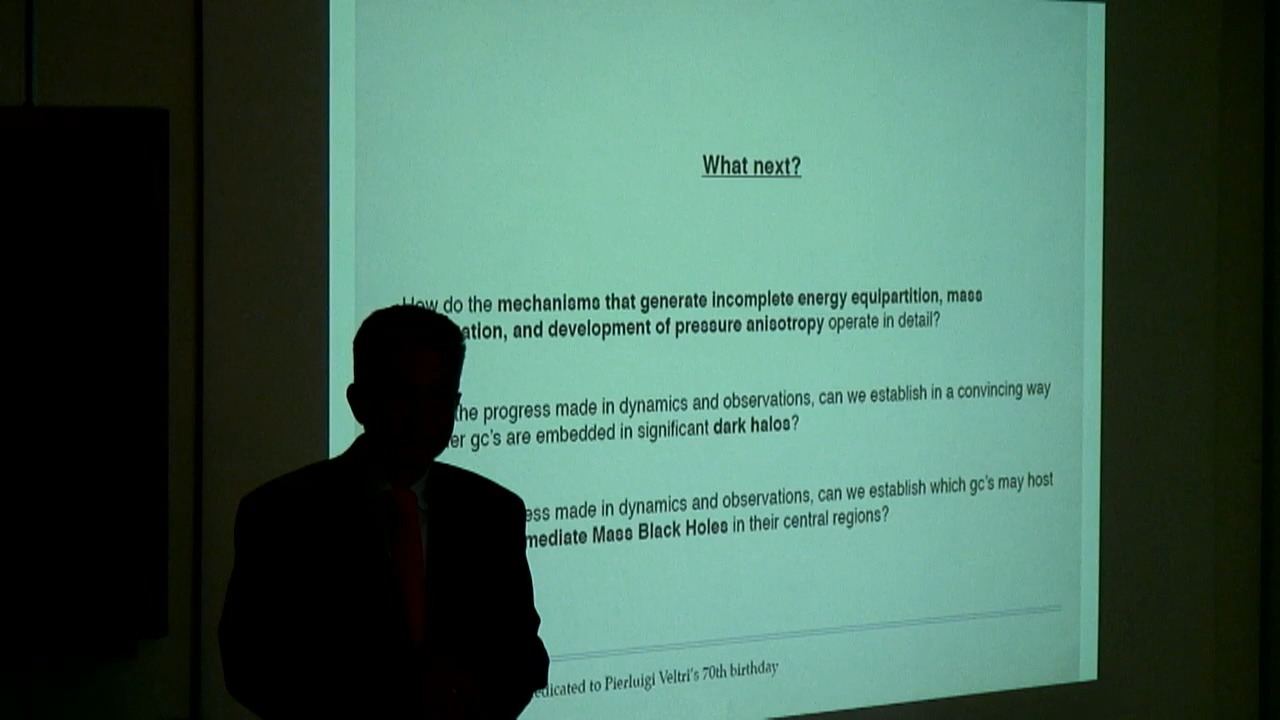 What next?
How do the mechanisms that generate incomplete energy equipartition, mass
ation, and development of pressure anisotropy operate in detail?
the progress made in dynamics and observations, can we establish in a convincing way
er gc's are embedded in significant dark halos?
ess made in dynamics and observations, can we establish which gc's may host
mediate Mass Black Holes in their central regions?
edicated to Pierluigi Veltri's 70th birthday